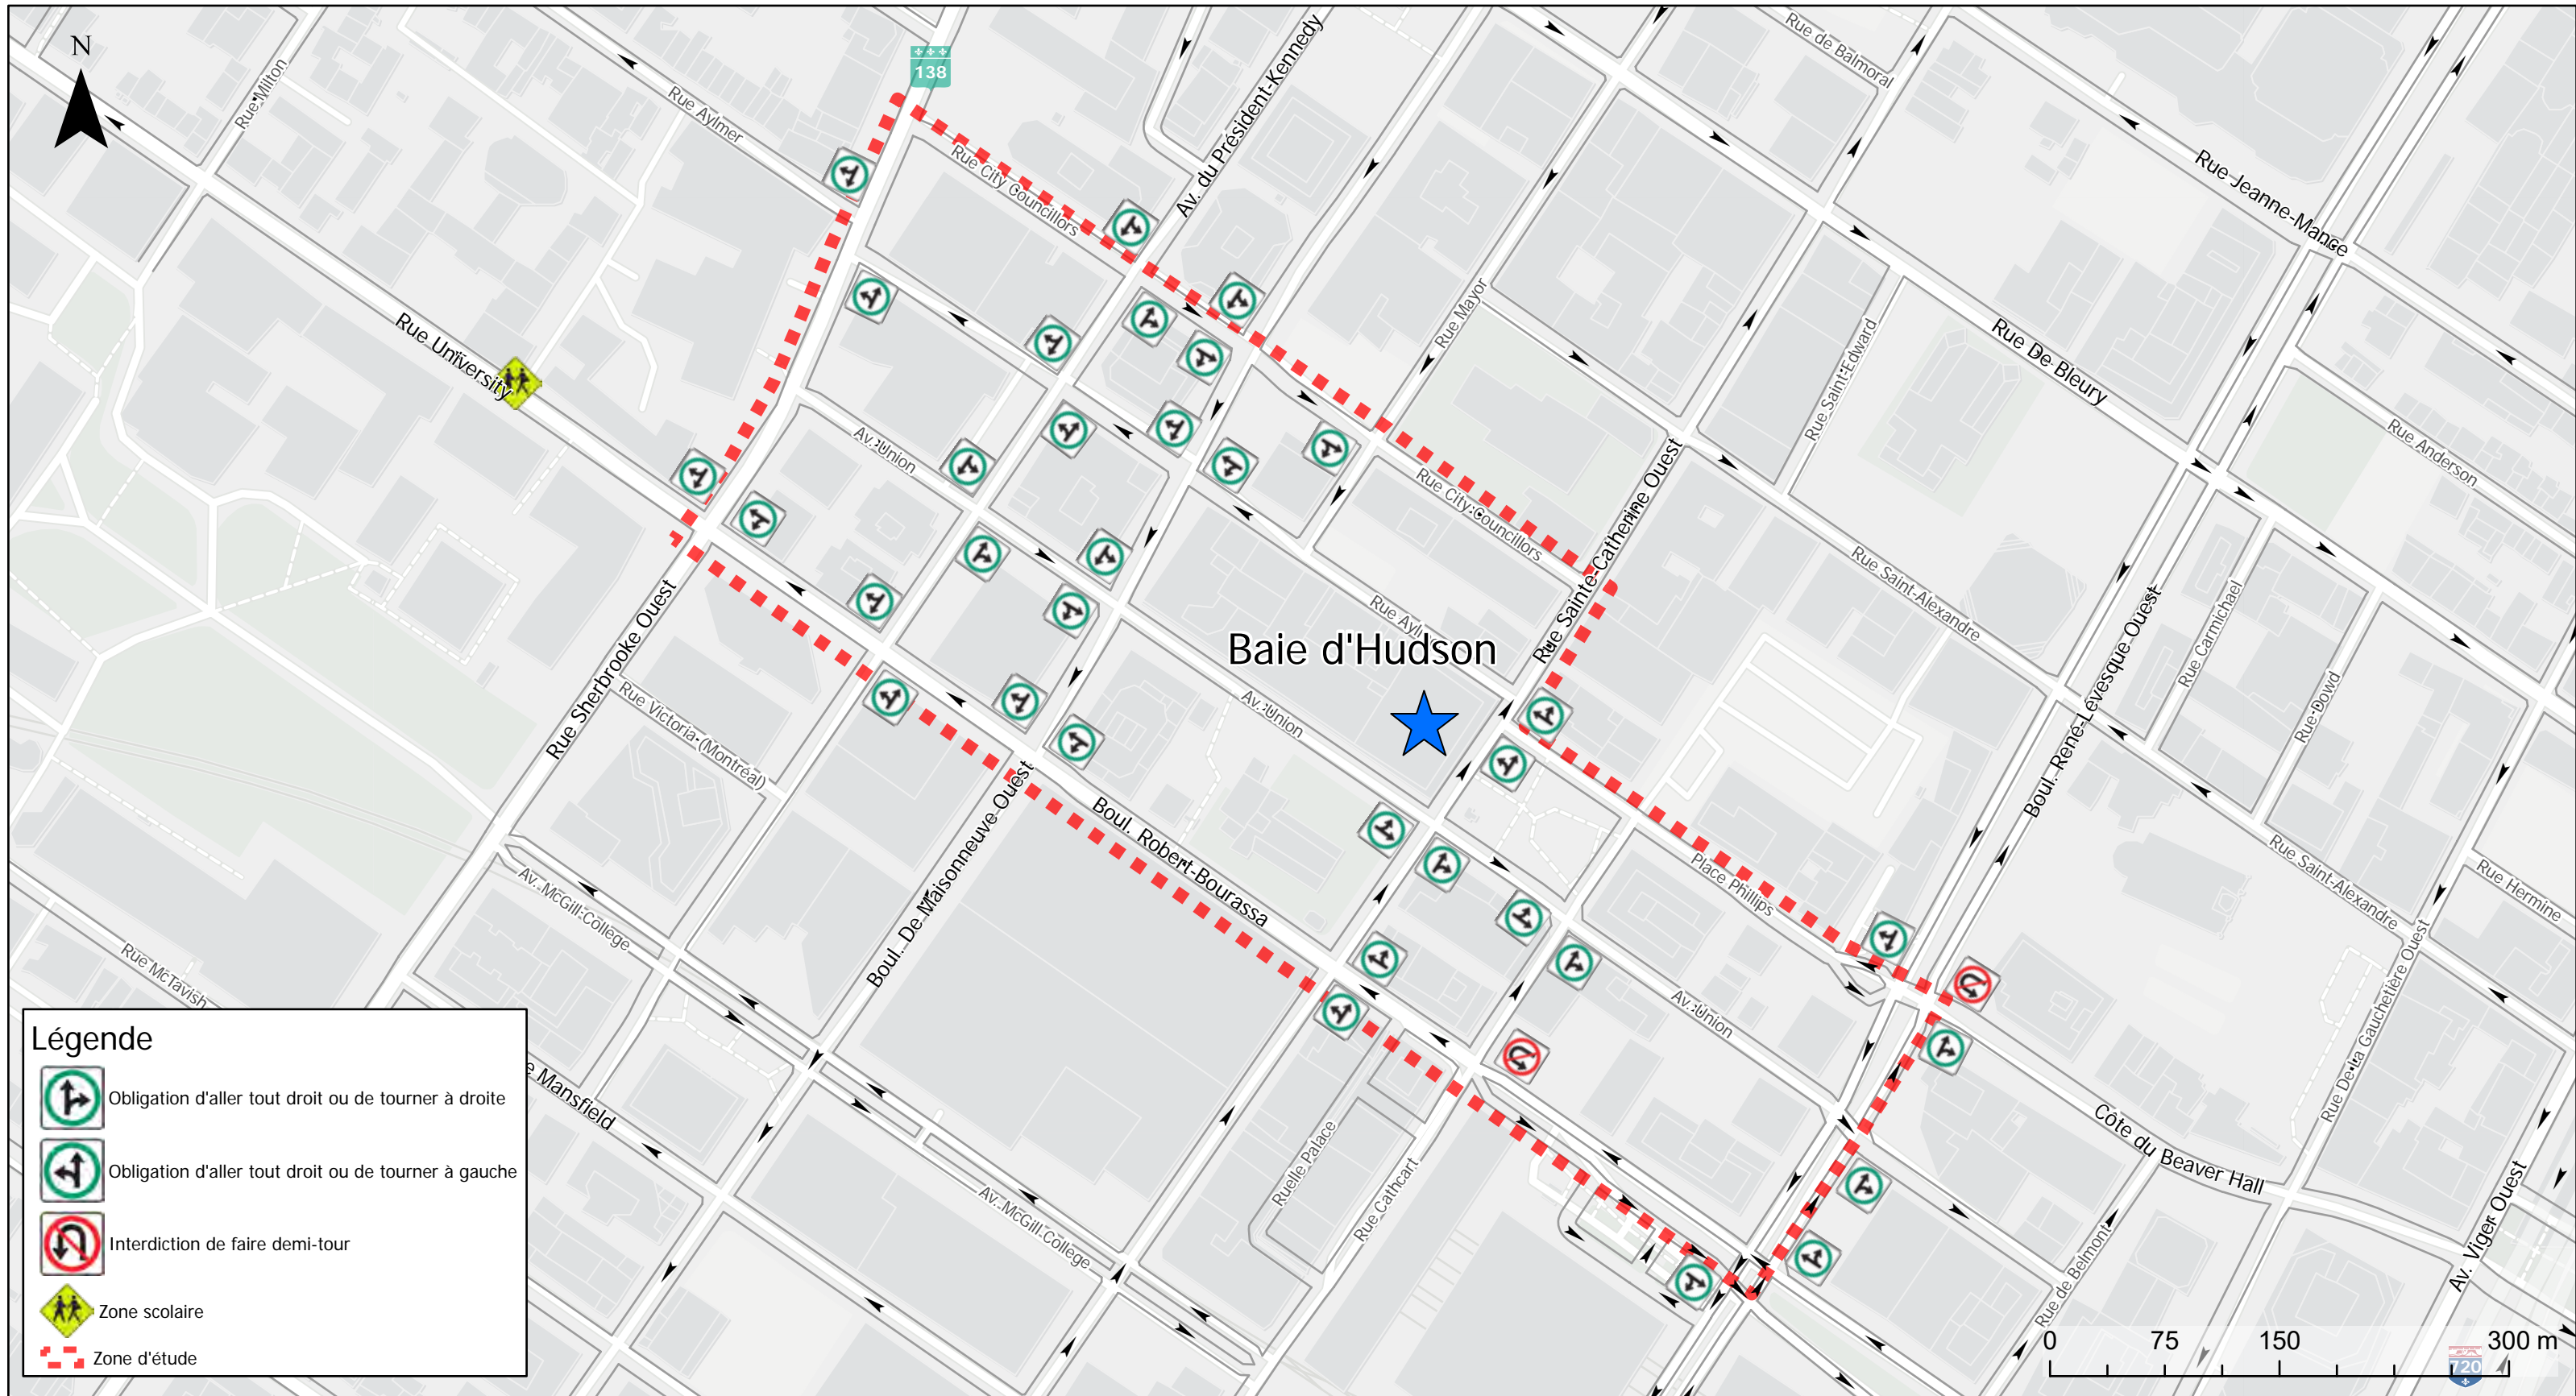 N
138
Rue Milton
Rue Aylmer
Rue City Councillors
Av. du Président-Kennedy
Rue de Balmoral
Rue Jeanne-Mance
Rue University
Av. Union
Rue Mayor
Rue Saint-Edward
Rue De Bleury
Rue Anderson
Rue City Councillors
Rue Sainte-Catherine Ouest
Rue Saint-Alexandre
Rue Carmichael
Rue Dowd
Boul. René-Lévesque Ouest
Baie d'Hudson
Rue Sherbrooke Ouest
Rue Victoria (Montréal)
Av. Union
Boul. De Maisonneuve Ouest
Boul. Robert-Bourassa
Place Phillips
Rue Saint-Alexandre
Rue Hermine
Av. McGill College
Rue McTavish
Av. Union
Rue De La Gauchetière Ouest
Côte du Beaver Hall
Mansfield
Ruelle Palace
Rue Cathcart
Av. McGill College
Rue de Belmont
Av. Viger Ouest
Légende
Obligation d'aller tout droit ou de tourner à droite
Obligation d'aller tout droit ou de tourner à gauche
Interdiction de faire demi-tour
Zone scolaire
Zone d'étude
0 75 150 300 m
720